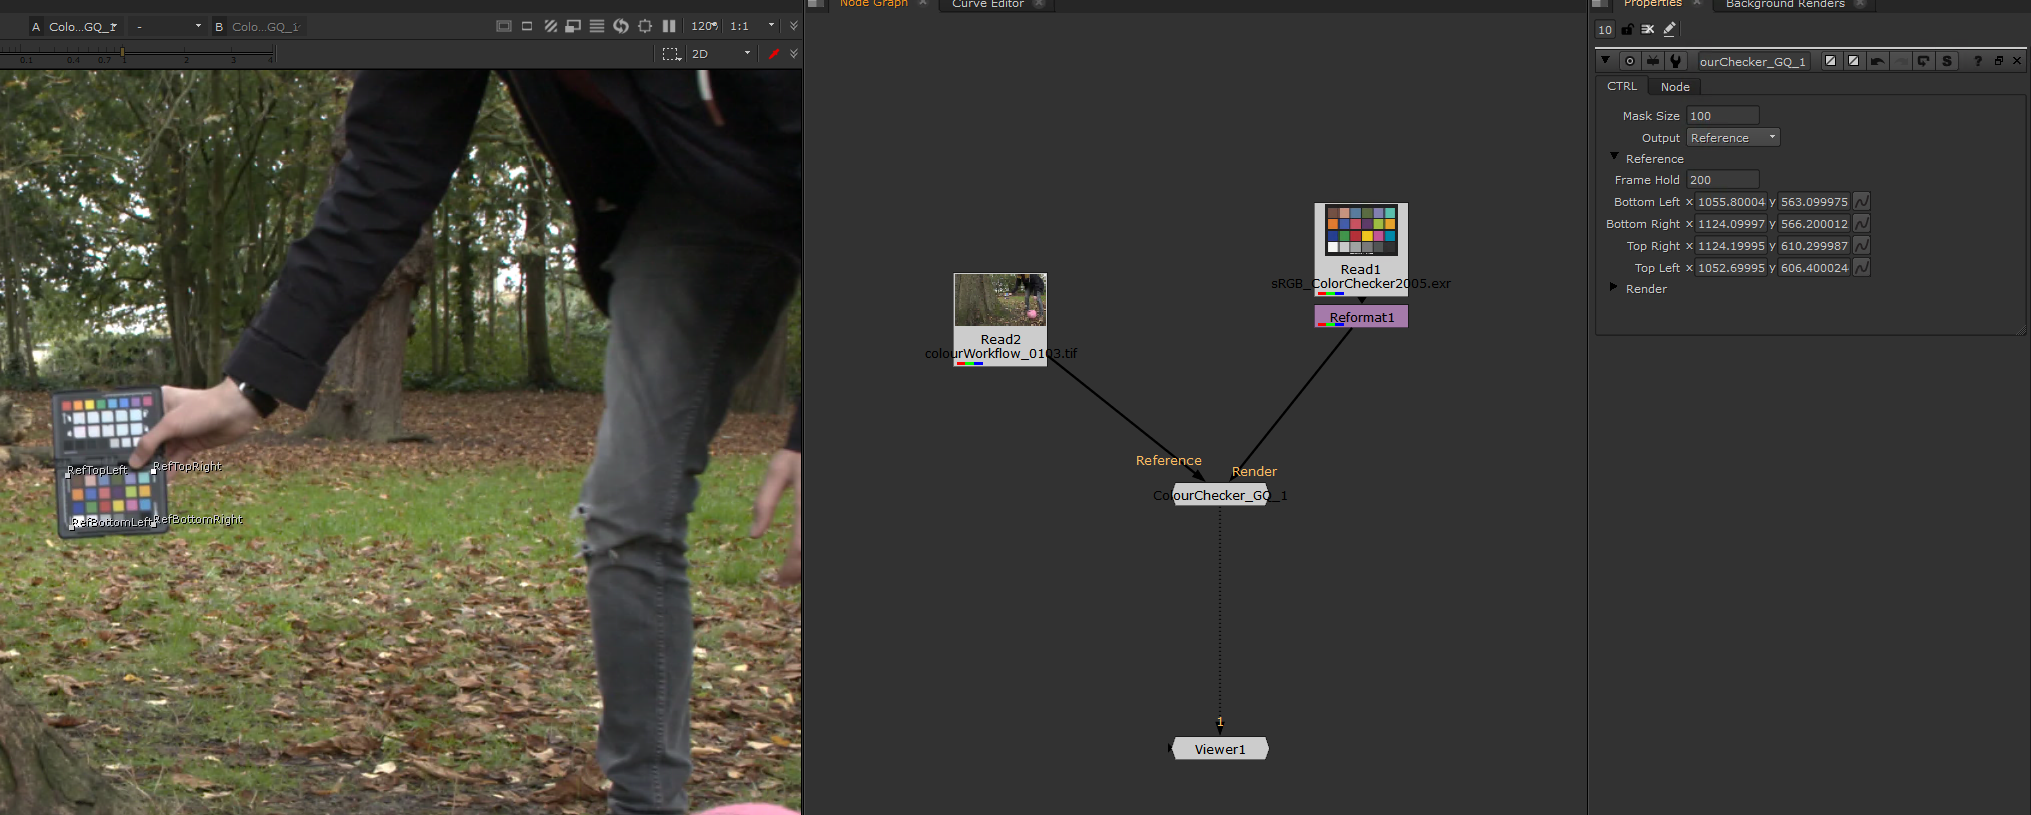 Node Graph
Curve Editor
Properties
Background Renders
A Colo...GQ_1
-
B Colo...GQ_1
120%
1:1
10
2D
0.1 0.4 0.7 1 2 3 4
ourChecker_GQ_1
S
?
CTRL
Node
Mask Size 100
Output Reference
Reference
Frame Hold 200
Bottom Left x 1055.80004 y 563.099975
Bottom Right x 1124.09997 y 566.200012
Top Right x 1124.19995 y 610.299987
Top Left x 1052.69995 y 606.400024
Render
Read1
sRGB_ColorChecker2005.exr
Reformat1
Read2
colourWorkflow_0103.tif
Reference
Render
ColourChecker_GQ_1
1
Viewer1
RefTopLeft
RefTopRight
RefBottomLeft
RefBottomRight